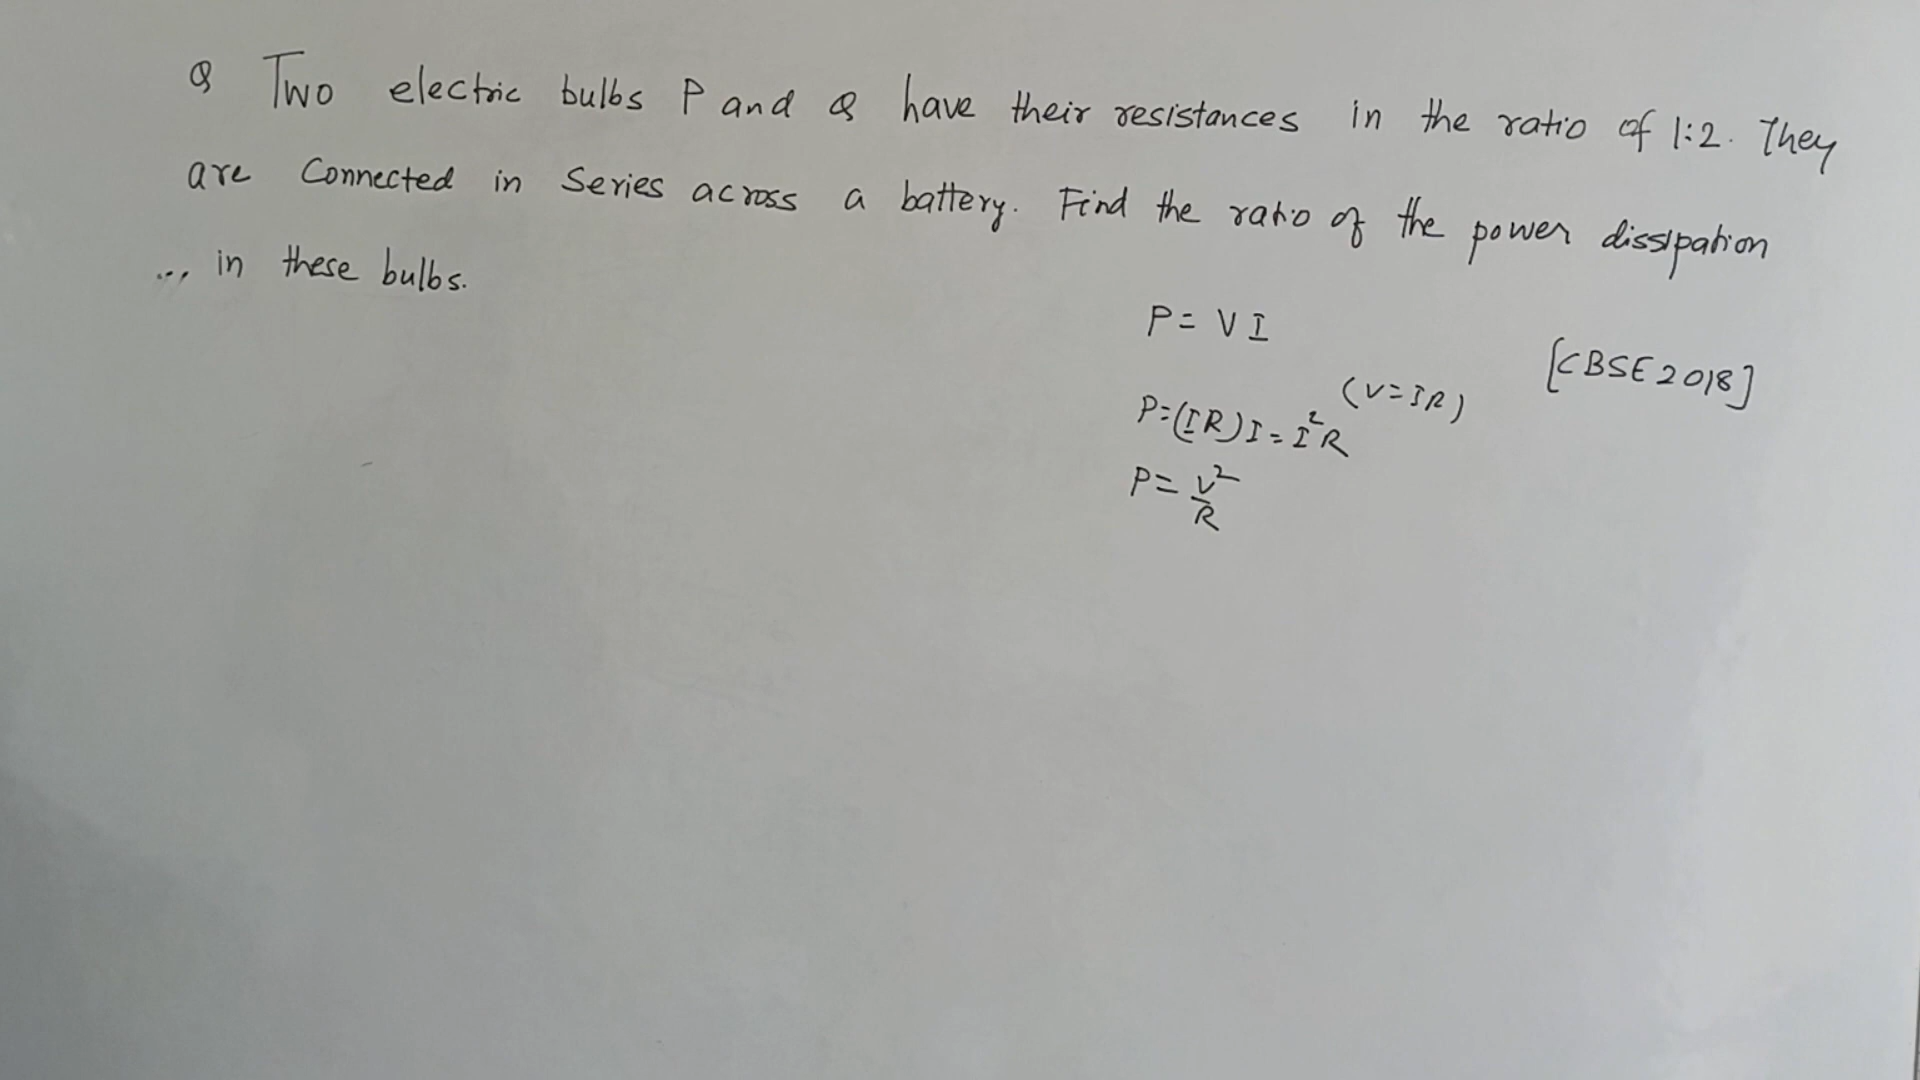 Q Two electric bulbs P and Q have their resistances in the ratio of 1:2. They
are Connected in Series across a battery. Find the ratio of the power dissipation
... in these bulbs.
P = VI
[CBSE 2018]
(V=IR)
P=(IR)I = I²R
P = V²/R